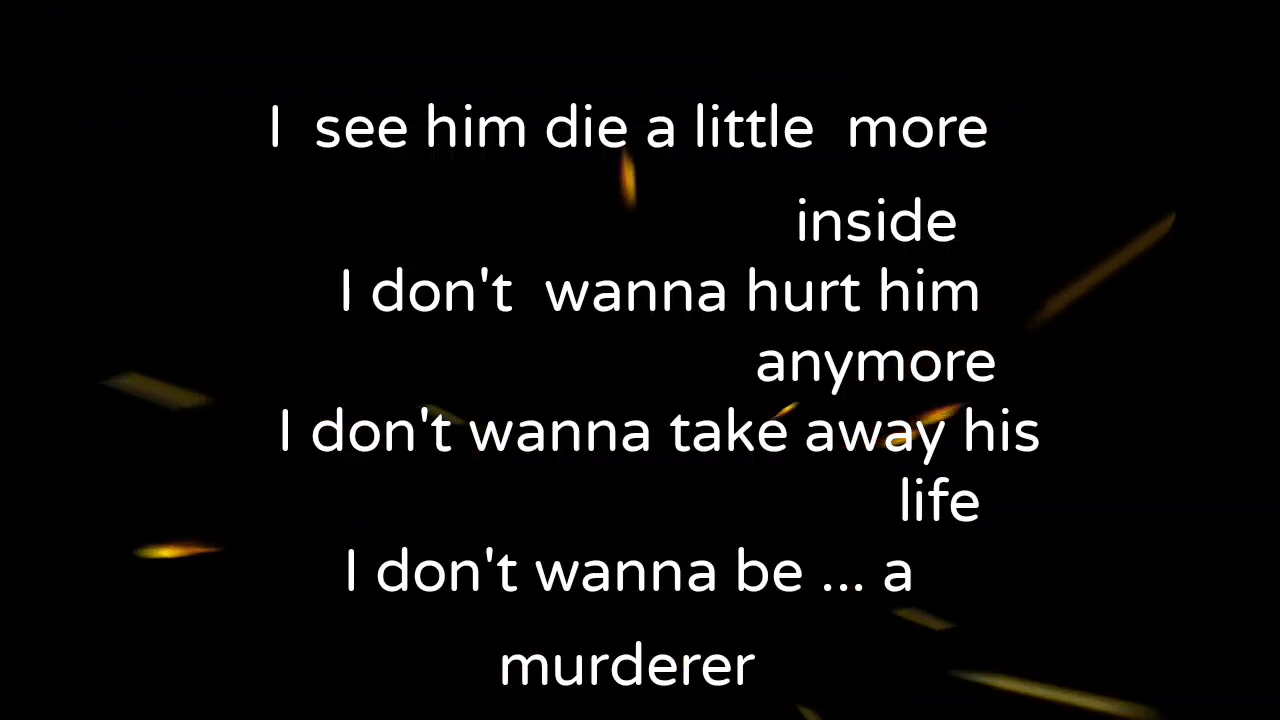 I see him die a little more
inside
I don't wanna hurt him
anymore
I don't wanna take away his
life
I don't wanna be ... a
murderer